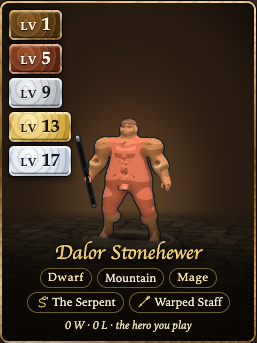 LV 1
LV 5
LV 9
LV 13
LV 17
Dalor Stonehewer
Dwarf Mountain Mage
The Serpent Warped Staff
0 W · 0 L · the hero you play